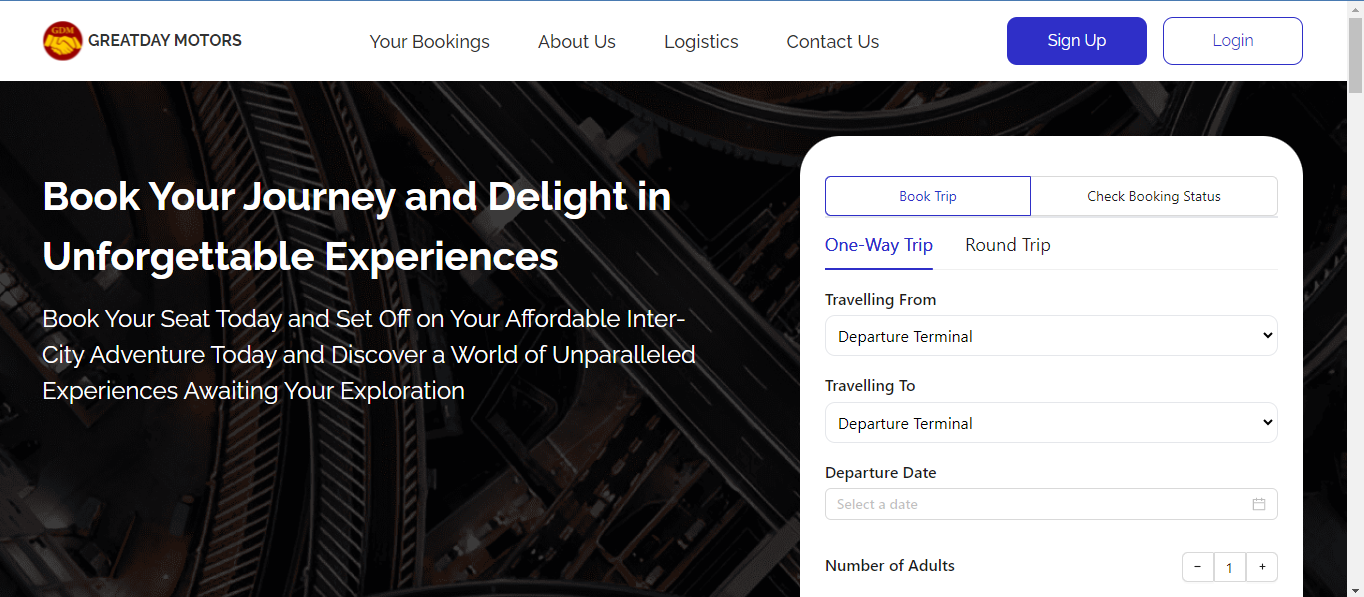 GDM
GREATDAY MOTORS
Your Bookings
About Us
Logistics
Contact Us
Sign Up
Login
Book Your Journey and Delight in
Unforgettable Experiences
Book Your Seat Today and Set Off on Your Affordable Inter-
City Adventure Today and Discover a World of Unparalleled
Experiences Awaiting Your Exploration
Book Trip
Check Booking Status
One-Way Trip
Round Trip
Travelling From
Departure Terminal
Travelling To
Departure Terminal
Departure Date
Select a date
Number of Adults
- 1 +